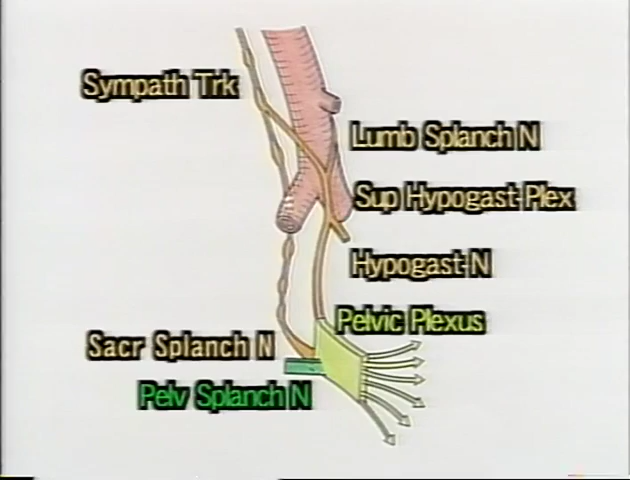 Sympath Trk
Lumb Splanch N
Sup Hypogast Plex
Hypogast N
Pelvic Plexus
Sacr Splanch N
Pelv Splanch N